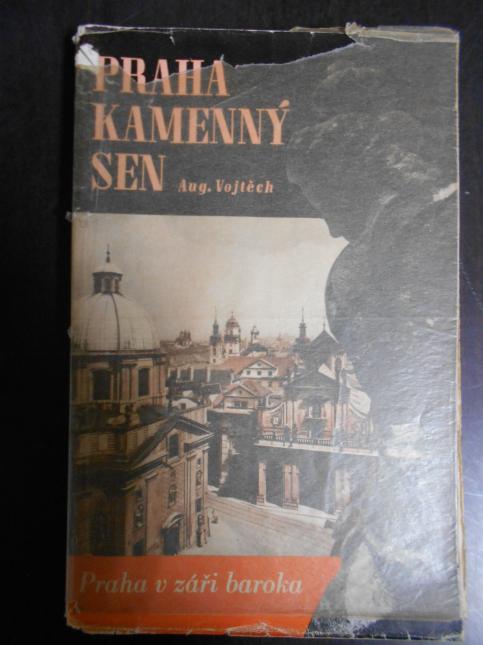 PRAHA
KAMENNÝ
SEN Aug. Vojtěch
Praha v záři baroka